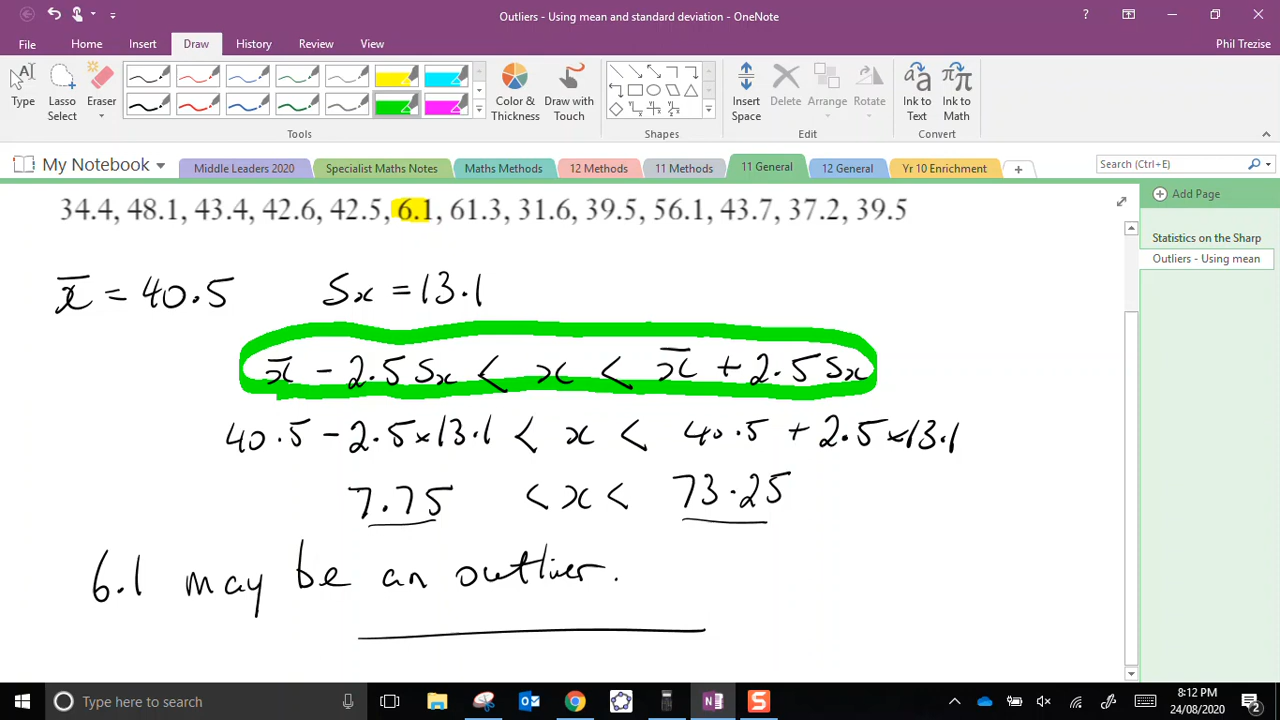 Outliers - Using mean and standard deviation - OneNote
File Home Insert Draw History Review View Phil Trezise
Type Lasso Select Eraser Color & Thickness Draw with Touch Insert Space Delete Arrange Rotate Ink to Text Ink to Math
Tools Shapes Edit Convert
My Notebook Middle Leaders 2020 Specialist Maths Notes Maths Methods 12 Methods 11 Methods 11 General 12 General Yr 10 Enrichment Search (Ctrl+E)
Add Page
Statistics on the Sharp
Outliers - Using mean
34.4, 48.1, 43.4, 42.6, 42.5, 6.1, 61.3, 31.6, 39.5, 56.1, 43.7, 37.2, 39.5
x̄ = 40.5 Sx = 13.1
x̄ - 2.5 Sx < x < x̄ + 2.5 Sx
40.5 - 2.5 × 13.1 < x < 40.5 + 2.5 × 13.1
7.75 < x < 73.25
6.1 may be an outlier.
Type here to search
8:12 PM
24/08/2020
2